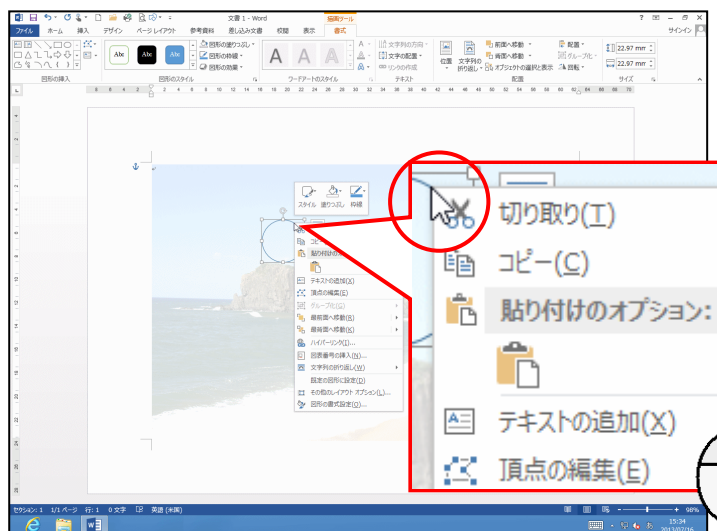 文書 1 - Word
描画ツール
サインイン
ファイル ホーム 挿入 デザイン ページ レイアウト 参考資料 差し込み文書 校閲 表示 書式
Abc Abc Abc
図形の塗りつぶし
図形の枠線
図形の効果
A A A
文字列の方向
文字の配置
リンクの作成
位置 文字列の折り返し
前面へ移動
背面へ移動
オブジェクトの選択と表示
配置
グループ化
回転
22.97 mm
22.97 mm
図形の挿入 図形のスタイル ワードアートのスタイル テキスト 配置 サイズ
スタイル 塗りつぶし 枠線
テキストの追加(X)
頂点の編集(E)
グループ化(G)
最前面へ移動(R)
最背面へ移動(K)
ハイパーリンク(I)...
図表番号の挿入(N)...
文字列の折り返し(W)
既定の図形に設定(D)
その他のレイアウト オプション(L)...
図形の書式設定(O)...
切り取り(T)
コピー(C)
貼り付けのオプション:
テキストの追加(X)
頂点の編集(E)
セクション: 1 1/1 ページ 行: 1 0 文字 英語 (米国)
98%
15:34
2013/07/16